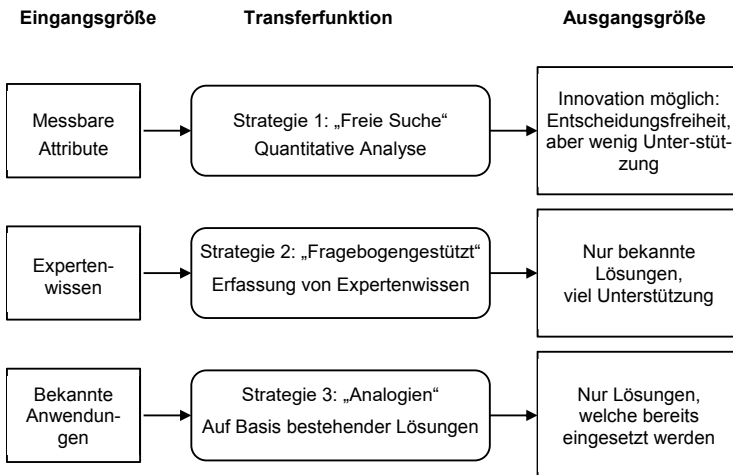 Eingangsgröße Transferfunktion Ausgangsgröße
Messbare
Attribute
Strategie 1: „Freie Suche“
Quantitative Analyse
Innovation möglich:
Entscheidungsfreiheit,
aber wenig Unter-stüt-
zung
Experten-
wissen
Strategie 2: „Fragebogengestützt“
Erfassung von Expertenwissen
Nur bekannte
Lösungen,
viel Unterstützung
Bekannte
Anwendun-
gen
Strategie 3: „Analogien“
Auf Basis bestehender Lösungen
Nur Lösungen,
welche bereits
eingesetzt werden